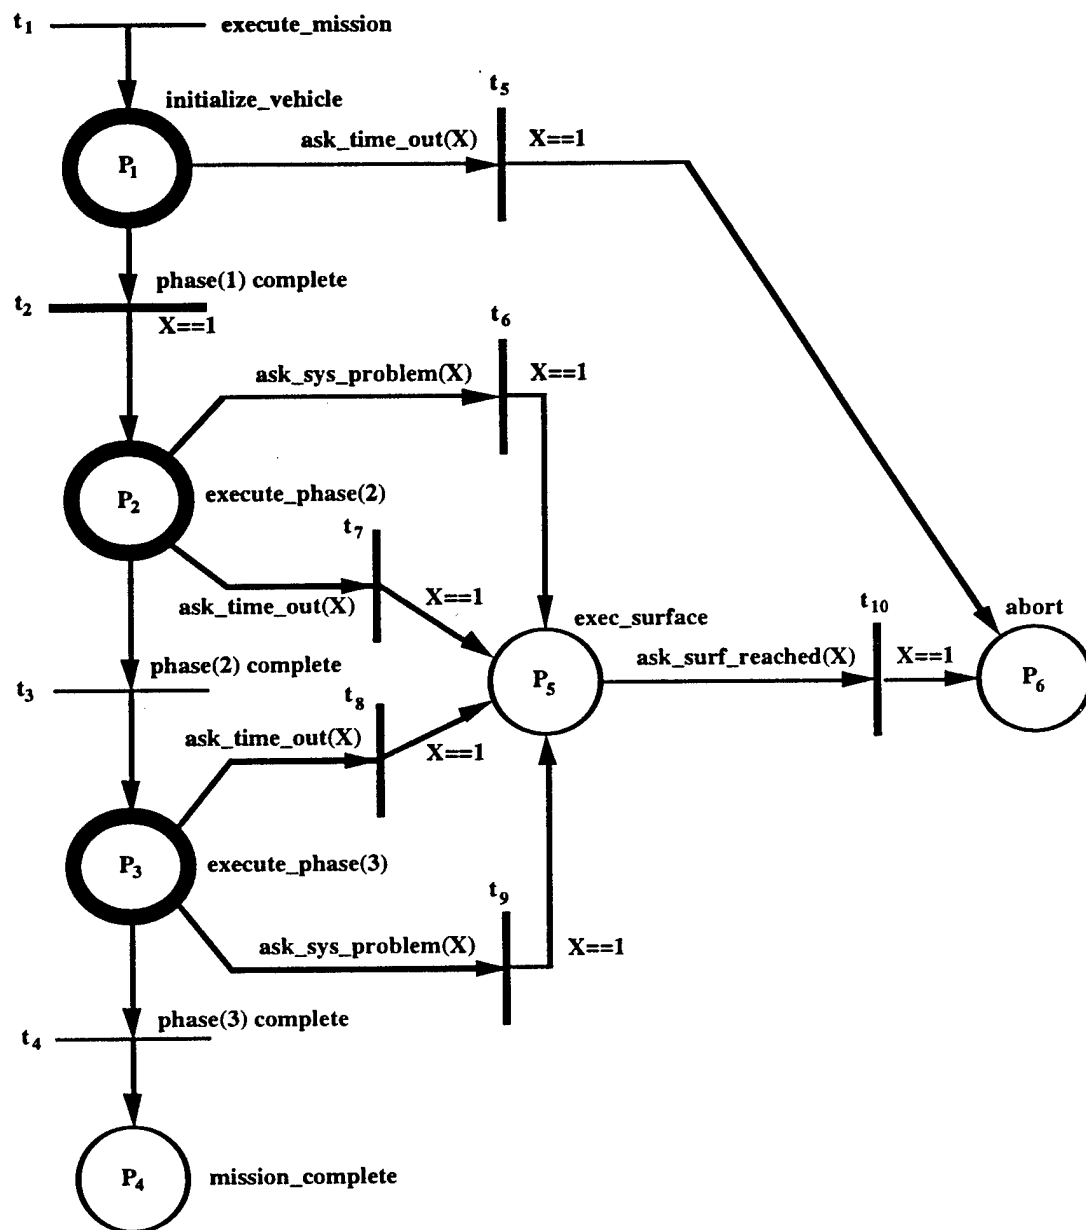 t1 execute_mission
initialize_vehicle
t5
ask_time_out(X) X==1
P1
phase(1) complete
t2
X==1
t6
ask_sys_problem(X) X==1
P2 execute_phase(2)
t7
ask_time_out(X) X==1
exec_surface
t10 abort
ask_surf_reached(X) X==1
P5 P6
phase(2) complete
t3
t8
ask_time_out(X) X==1
P3 execute_phase(3)
t9
ask_sys_problem(X) X==1
phase(3) complete
t4
P4 mission_complete